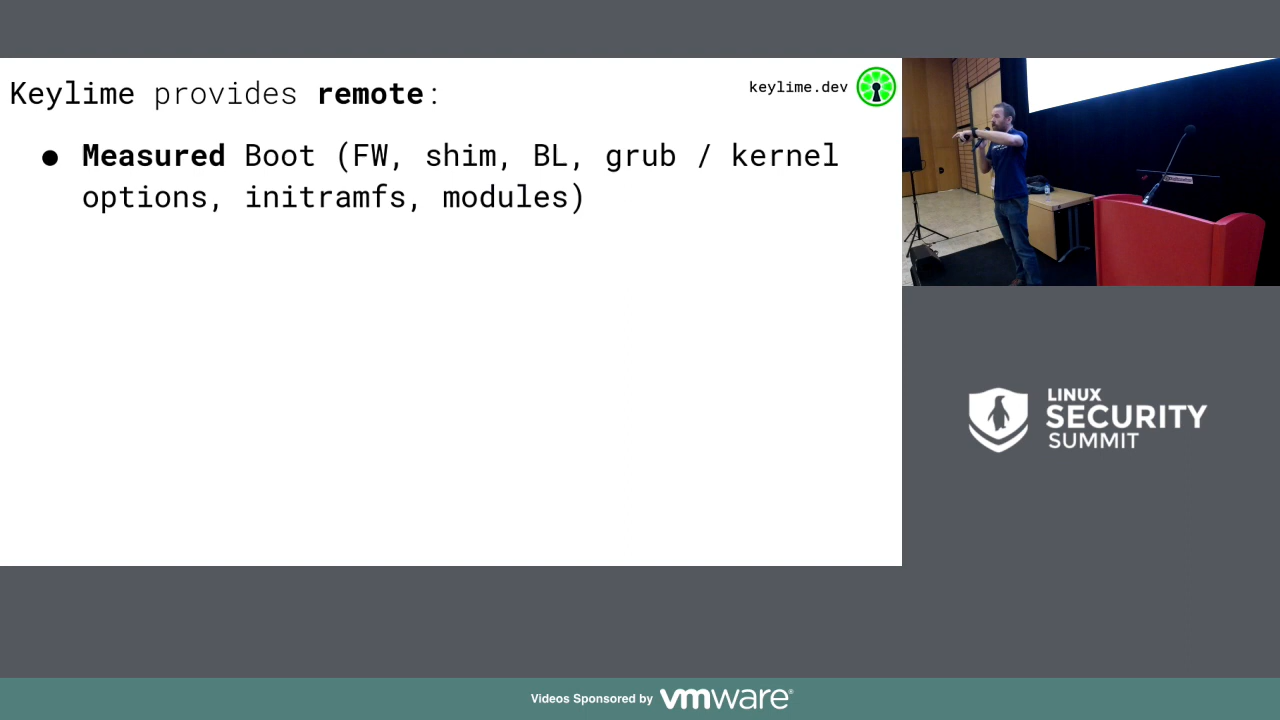 Keylime provides remote:
keylime.dev
● Measured Boot (FW, shim, BL, grub / kernel
options, initramfs, modules)
LINUX
SECURITY
SUMMIT
Videos Sponsored by vmware®